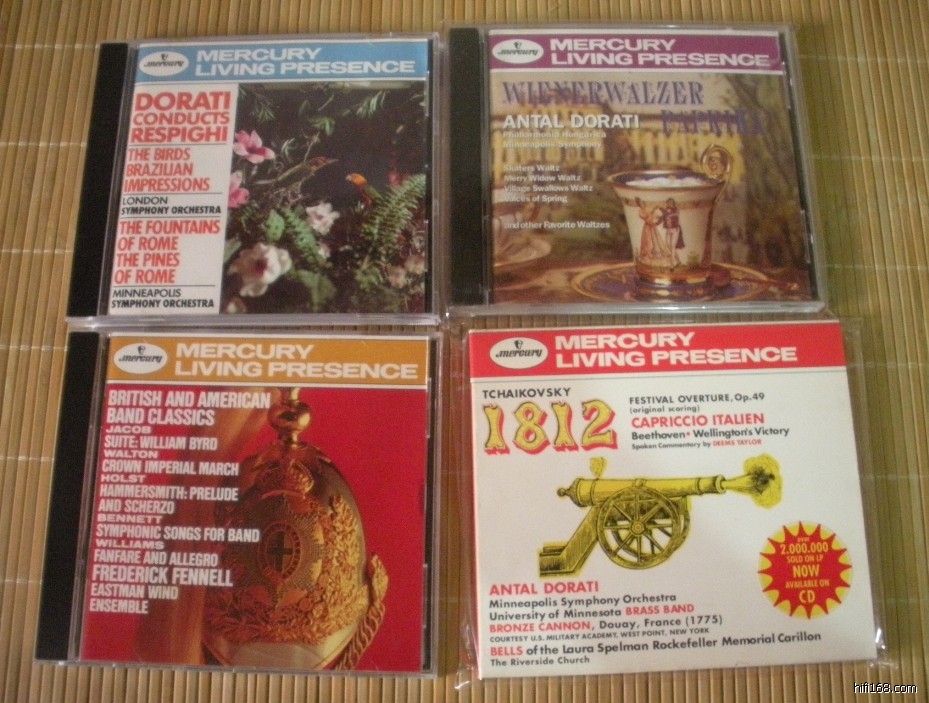 mercury
MERCURY
LIVING PRESENCE
DORATI
CONDUCTS
RESPIGHI
THE BIRDS
BRAZILIAN
IMPRESSIONS
LONDON
SYMPHONY ORCHESTRA
THE FOUNTAINS
OF ROME
THE PINES
OF ROME
MINNEAPOLIS
SYMPHONY ORCHESTRA
mercury
MERCURY
LIVING PRESENCE
WIENERWALZER
PAPRIKA
ANTAL DORATI
Philharmonia Hungarica
Minneapolis Symphony
Skaters Waltz
Merry Widow Waltz
Village Swallows Waltz
Voices of Spring
and other Favorite Waltzes
mercury
MERCURY
LIVING PRESENCE
BRITISH AND AMERICAN
BAND CLASSICS
JACOB
SUITE: WILLIAM BYRD
WALTON
CROWN IMPERIAL MARCH
HOLST
HAMMERSMITH: PRELUDE
AND SCHERZO
BENNETT
SYMPHONIC SONGS FOR BAND
WILLIAMS
FANFARE AND ALLEGRO
FREDERICK FENNELL
EASTMAN WIND
ENSEMBLE
mercury
MERCURY
LIVING PRESENCE
TCHAIKOVSKY
1812
FESTIVAL OVERTURE, Op. 49
(original scoring)
CAPRICCIO ITALIEN
Beethoven • Wellington's Victory
Spoken Commentary by DEEMS TAYLOR
OVER
2,000,000
SOLD ON LP
NOW
AVAILABLE ON
CD
ANTAL DORATI
Minneapolis Symphony Orchestra
University of Minnesota BRASS BAND
BRONZE CANNON, Douay, France (1775)
COURTESY U.S. MILITARY ACADEMY, WEST POINT, NEW YORK
BELLS of the Laura Spelman Rockefeller Memorial Carillon
The Riverside Church
hifi168.com